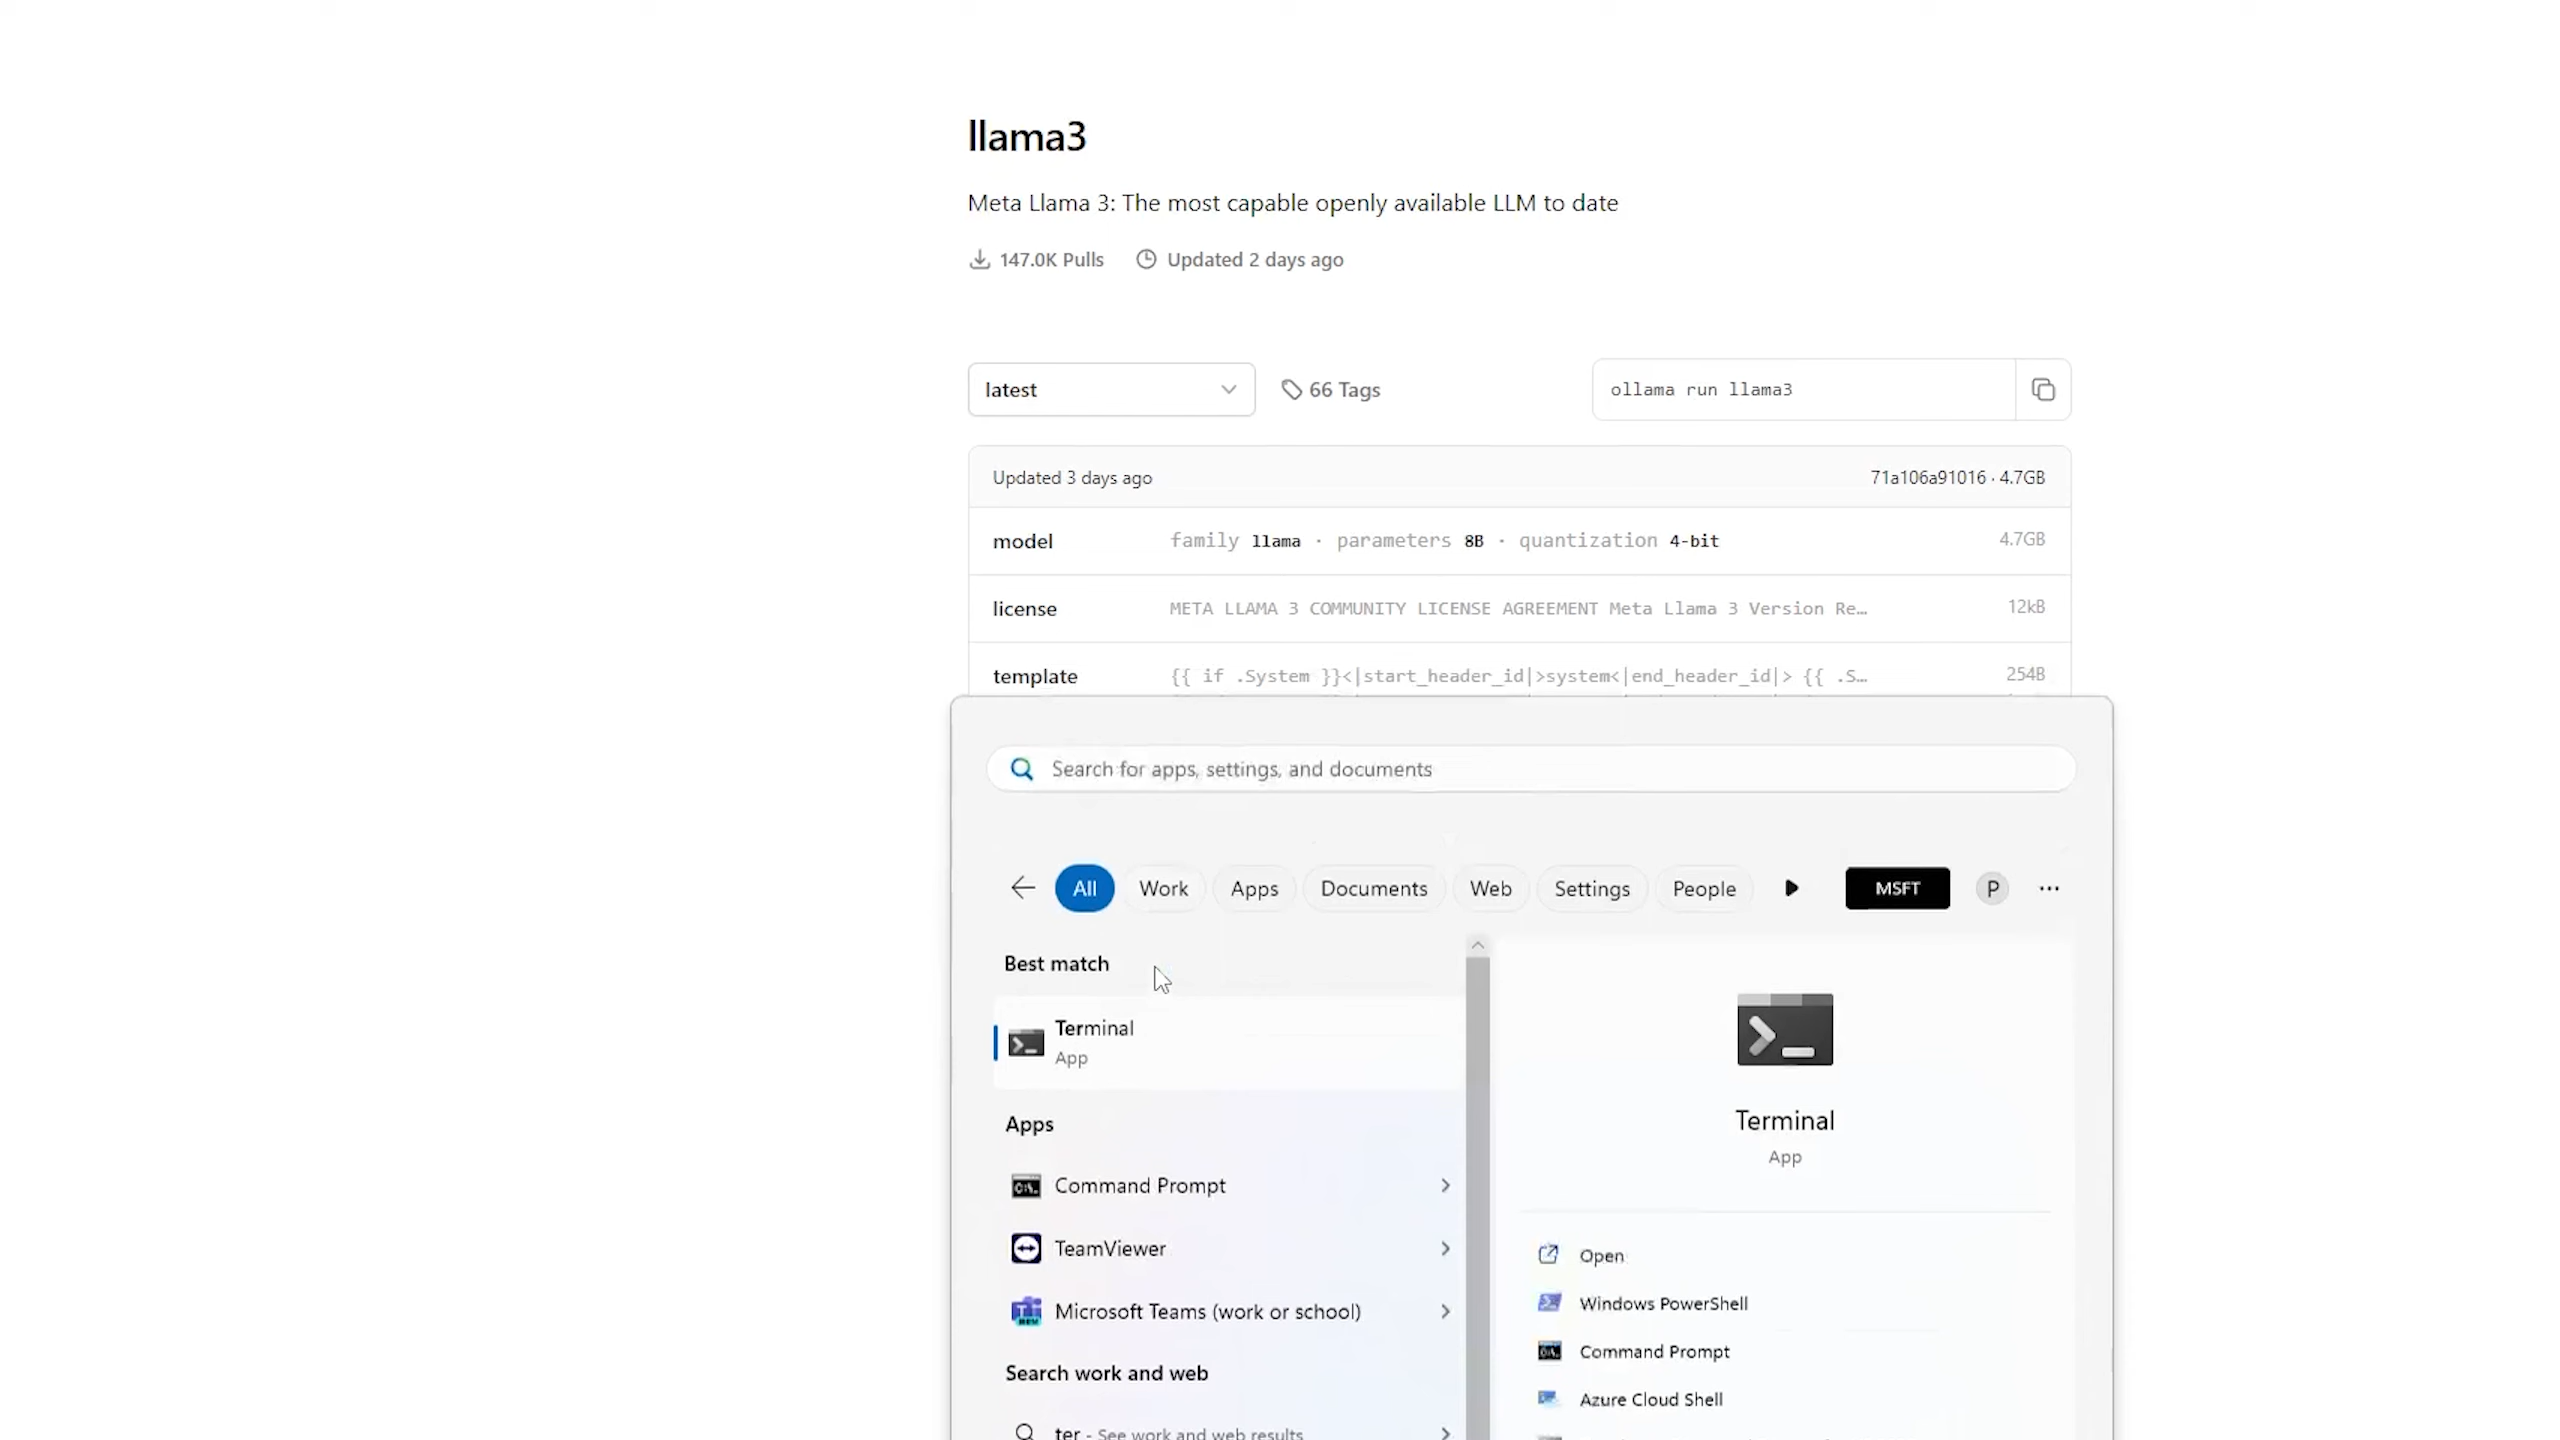 llama3
Meta Llama 3: The most capable openly available LLM to date
147.0K Pulls Updated 2 days ago
latest 66 Tags ollama run llama3
Updated 3 days ago 71a106a91016 · 4.7GB
model family llama · parameters 8B · quantization 4-bit 4.7GB
license META LLAMA 3 COMMUNITY LICENSE AGREEMENT Meta Llama 3 Version Re… 12kB
template {{ if .System }}<|start_header_id|>system<|end_header_id|> {{ .S… 254B
Search for apps, settings, and documents
All Work Apps Documents Web Settings People MSFT P ...
Best match
Terminal
App
Apps
Command Prompt
TeamViewer
Microsoft Teams (work or school)
Search work and web
ter - See work and web results
Terminal
App
Open
Windows PowerShell
Command Prompt
Azure Cloud Shell